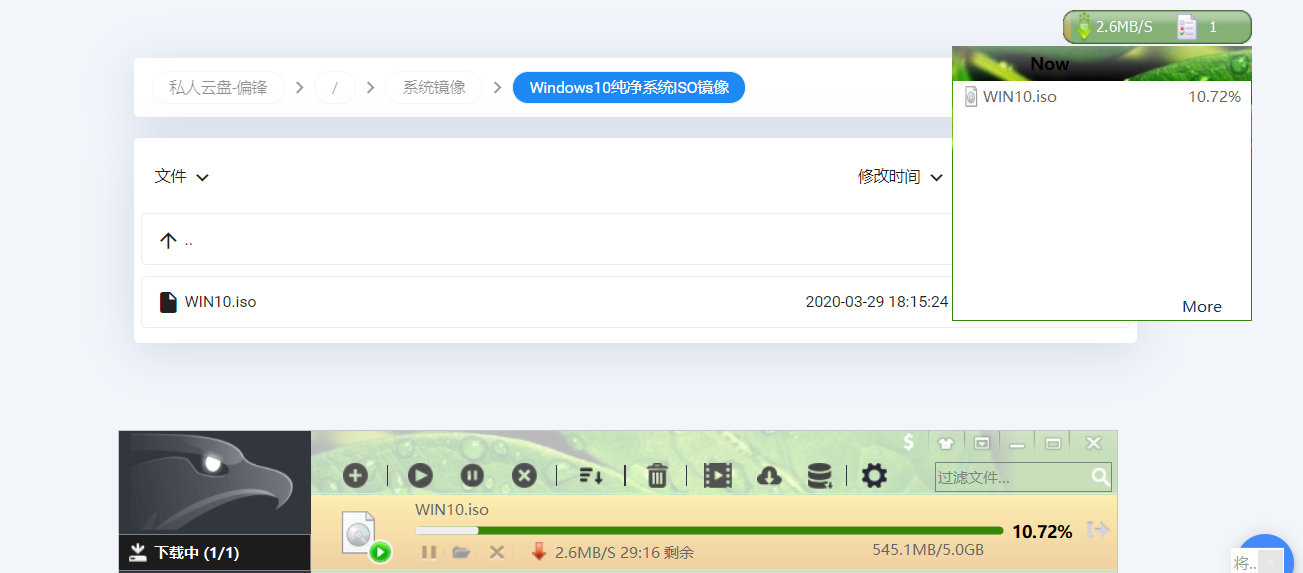 2.6MB/S 1
Now
WIN10.iso 10.72%
More
私人云盘-偏锋 / 系统镜像 Windows10纯净系统ISO镜像
文件 修改时间
..
WIN10.iso 2020-03-29 18:15:24
$
过滤文件...
WIN10.iso
10.72%
2.6MB/S 29:16 剩余 545.1MB/5.0GB
下载中 (1/1)
将..